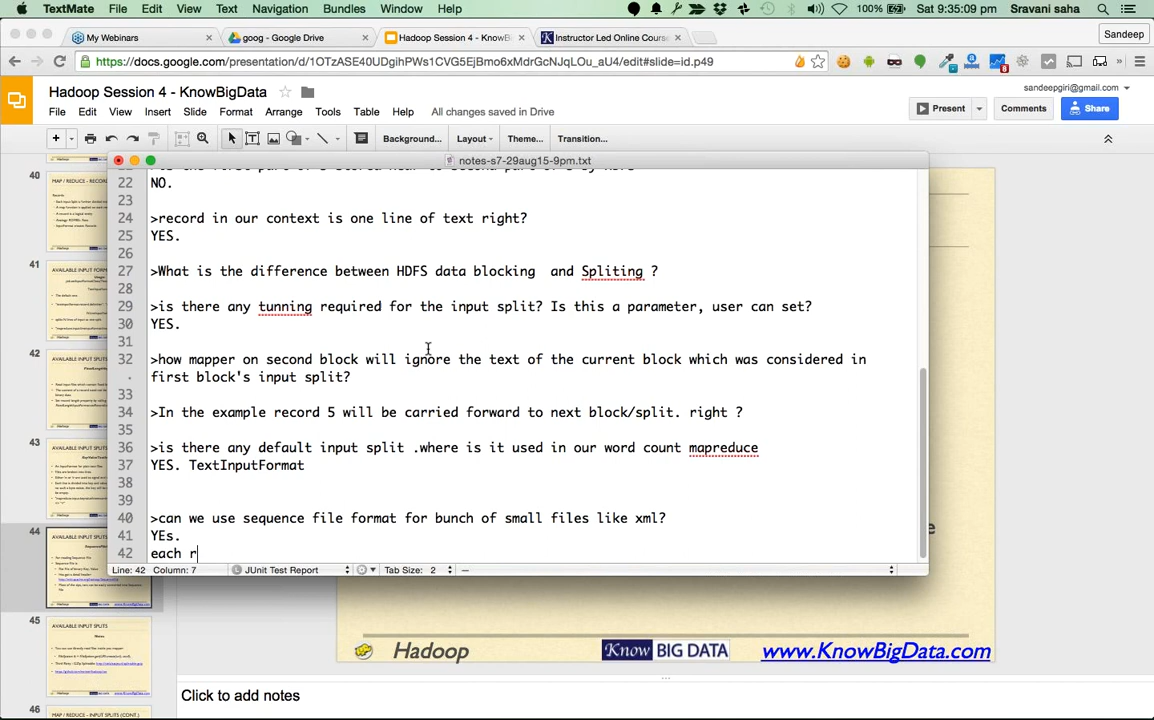 TextMate File Edit View Text Navigation Bundles Window Help 100% Sat 9:35:09 pm Sravani saha
My Webinars goog - Google Drive Hadoop Session 4 - KnowB Instructor Led Online Course Sandeep
https://docs.google.com/presentation/d/1OTzASE40UDgihPWs1CVG5EjBmo6xMdrGcNJqLOu_aU4/edit#slide=id.p49
Hadoop Session 4 - KnowBigData sandeepgiri@gmail.com
File Edit View Insert Slide Format Arrange Tools Table Help All changes saved in Drive Present Comments Share
Background... Layout Theme... Transition...
notes-s7-29aug15-9pm.txt
22 NO.
23
24 >record in our context is one line of text right?
25 YES.
26
27 >What is the difference between HDFS data blocking and Spliting ?
28
29 >is there any tunning required for the input split? Is this a parameter, user can set?
30 YES.
31
32 >how mapper on second block will ignore the text of the current block which was considered in
first block's input split?
33
34 >In the example record 5 will be carried forward to next block/split. right ?
35
36 >is there any default input split .where is it used in our word count mapreduce
37 YES. TextInputFormat
38
39
40 >can we use sequence file format for bunch of small files like xml?
41 YEs.
42 each r
Line: 42 Column: 7 JUnit Test Report Tab Size: 2
40
41
42
43
44
45
46
AVAILABLE INPUT SPLITS
MAP / REDUCE - INPUT SPLITS (CONT.)
Hadoop Know BIG DATA www.KnowBigData.com
Click to add notes